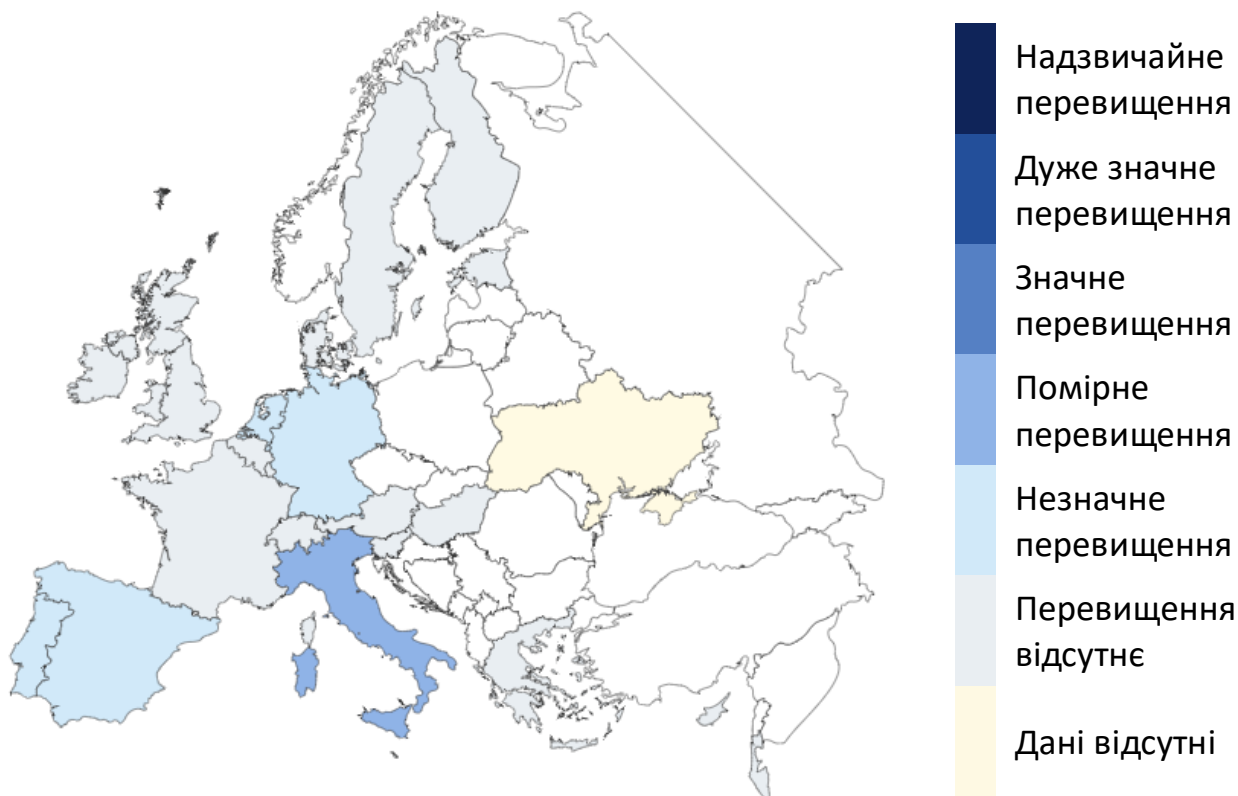 Надзвичайне
перевищення
Дуже значне
перевищення
Значне
перевищення
Помірне
перевищення
Незначне
перевищення
Перевищення
відсутнє
Дані відсутні